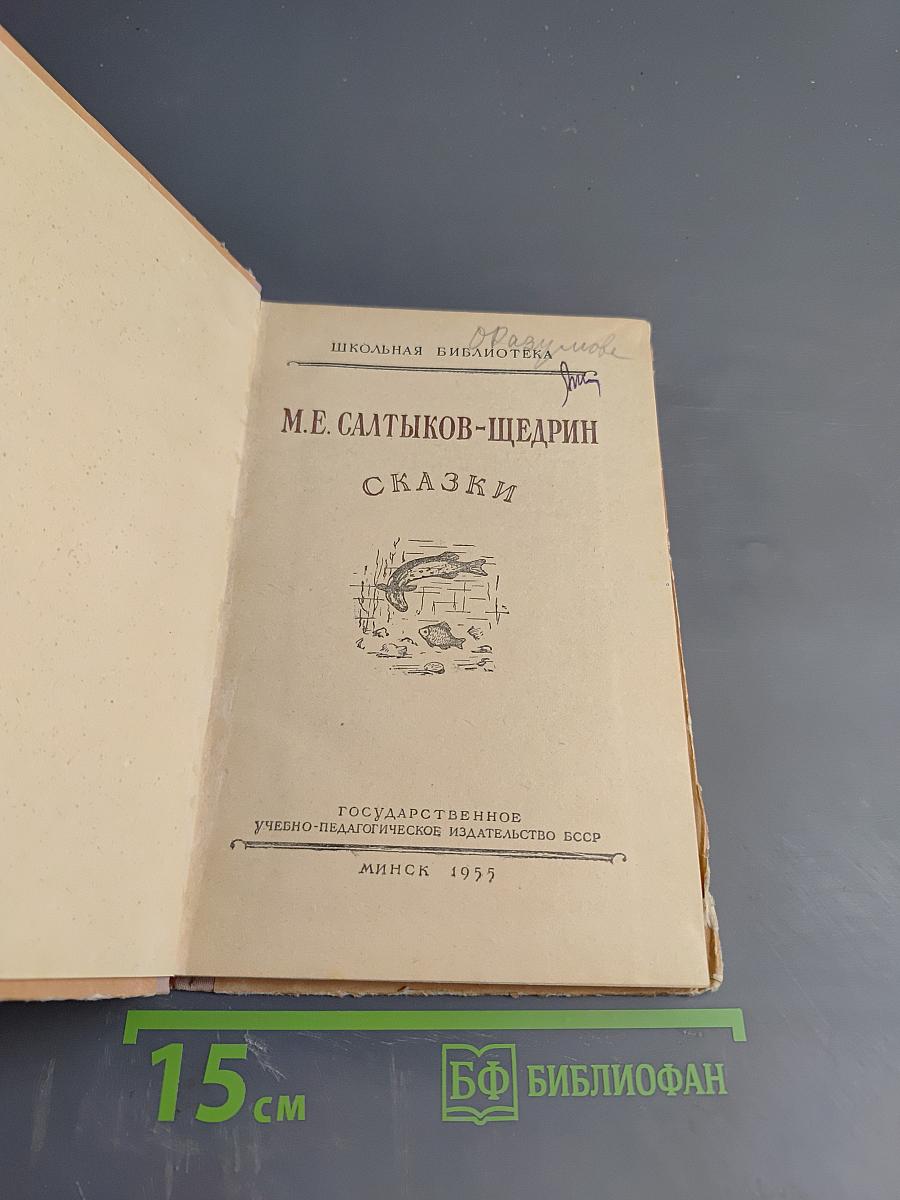 ШКОЛЬНАЯ БИБЛИОТЕКА
М.Е. САЛТЫКОВ-ЩЕДРИН
СКАЗКИ
ГОСУДАРСТВЕННОЕ
УЧЕБНО-ПЕДАГОГИЧЕСКОЕ ИЗДАТЕЛЬСТВО БССР
МИНСК 1955
15 см
БФ БИБЛИОФАН